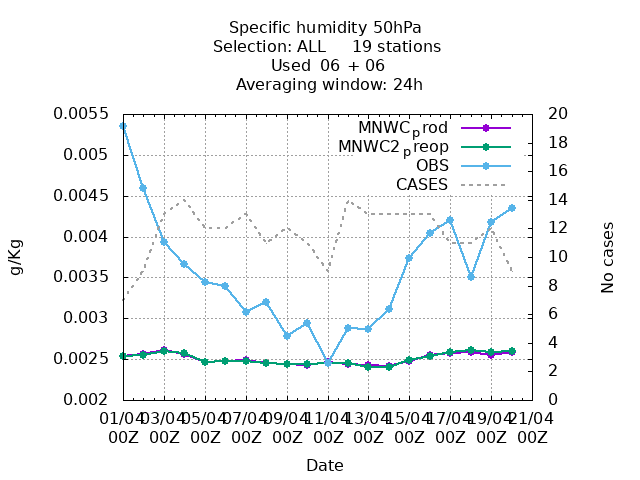 Specific humidity 50hPa
Selection: ALL 19 stations
Used 06 + 06
Averaging window: 24h
0.0055
0.005
0.0045
0.004
0.0035
0.003
0.0025
0.002
g/Kg
20
18
16
14
12
10
8
6
4
2
0
No cases
MNWCprod
MNWC2preop
OBS
CASES
01/04 03/04 05/04 07/04 09/04 11/04 13/04 15/04 17/04 19/04 21/04
00Z 00Z 00Z 00Z 00Z 00Z 00Z 00Z 00Z 00Z 00Z
Date